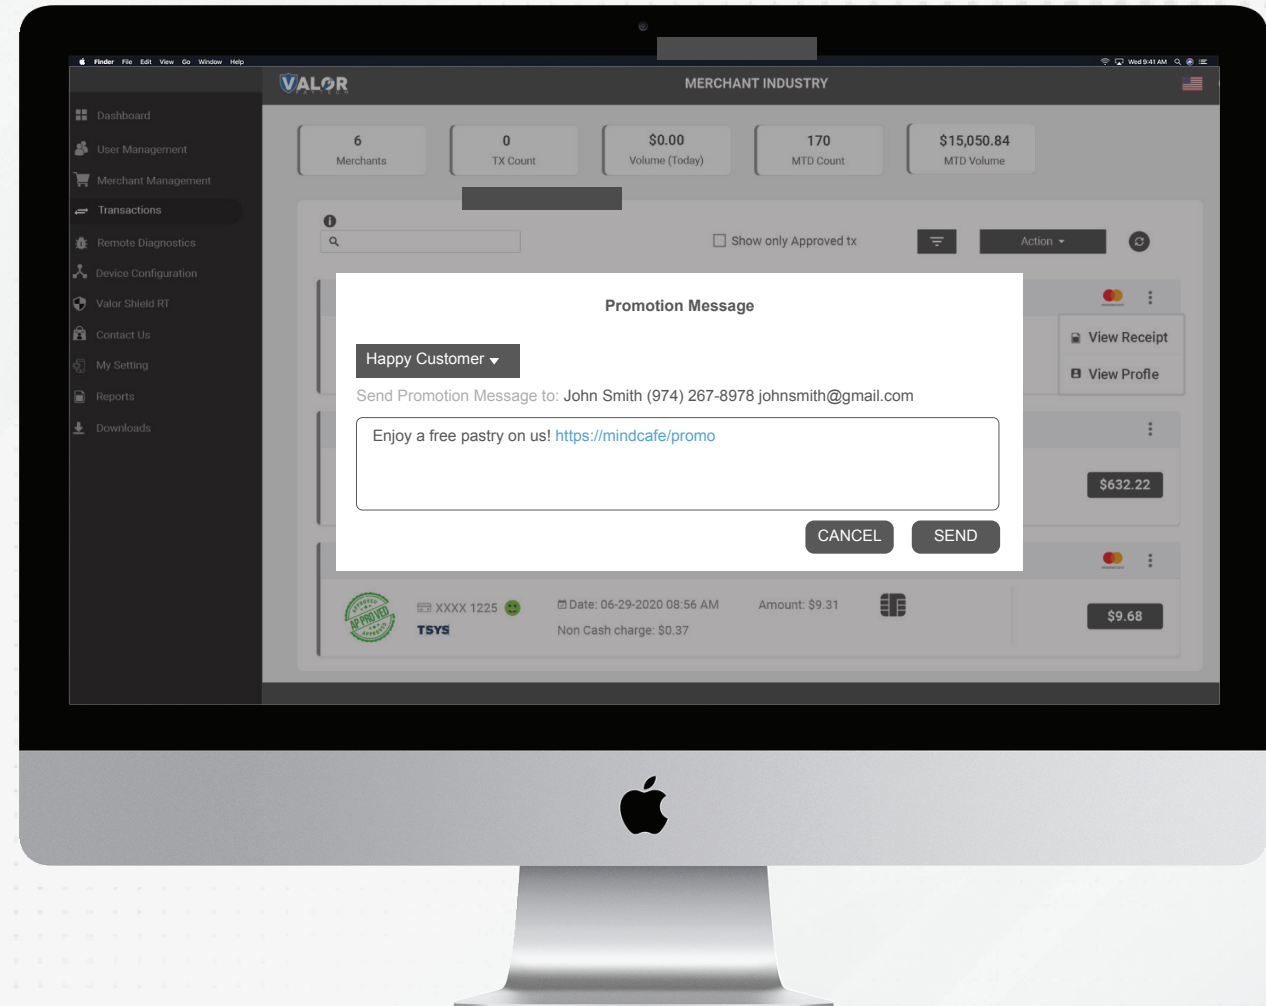 Finder File Edit View Go Window Help
Wed 9:41 AM
VALOR
PAYTECH
MERCHANT INDUSTRY
Dashboard
User Management
Merchant Management
Transactions
Remote Diagnostics
Device Configuration
Valor Shield RT
Contact Us
My Setting
Reports
Downloads
6
Merchants
0
TX Count
$0.00
Volume (Today)
170
MTD Count
$15,050.84
MTD Volume
Show only Approved tx
Action
View Receipt
View Profle
Promotion Message
Happy Customer
Send Promotion Message to: John Smith (974) 267-8978 johnsmith@gmail.com
Enjoy a free pastry on us! https://mindcafe/promo
CANCEL SEND
$632.22
APPROVED
APPROVED
APPROVED
XXXX 1225
TSYS
Date: 06-29-2020 08:56 AM
Non Cash charge: $0.37
Amount: $9.31
$9.68